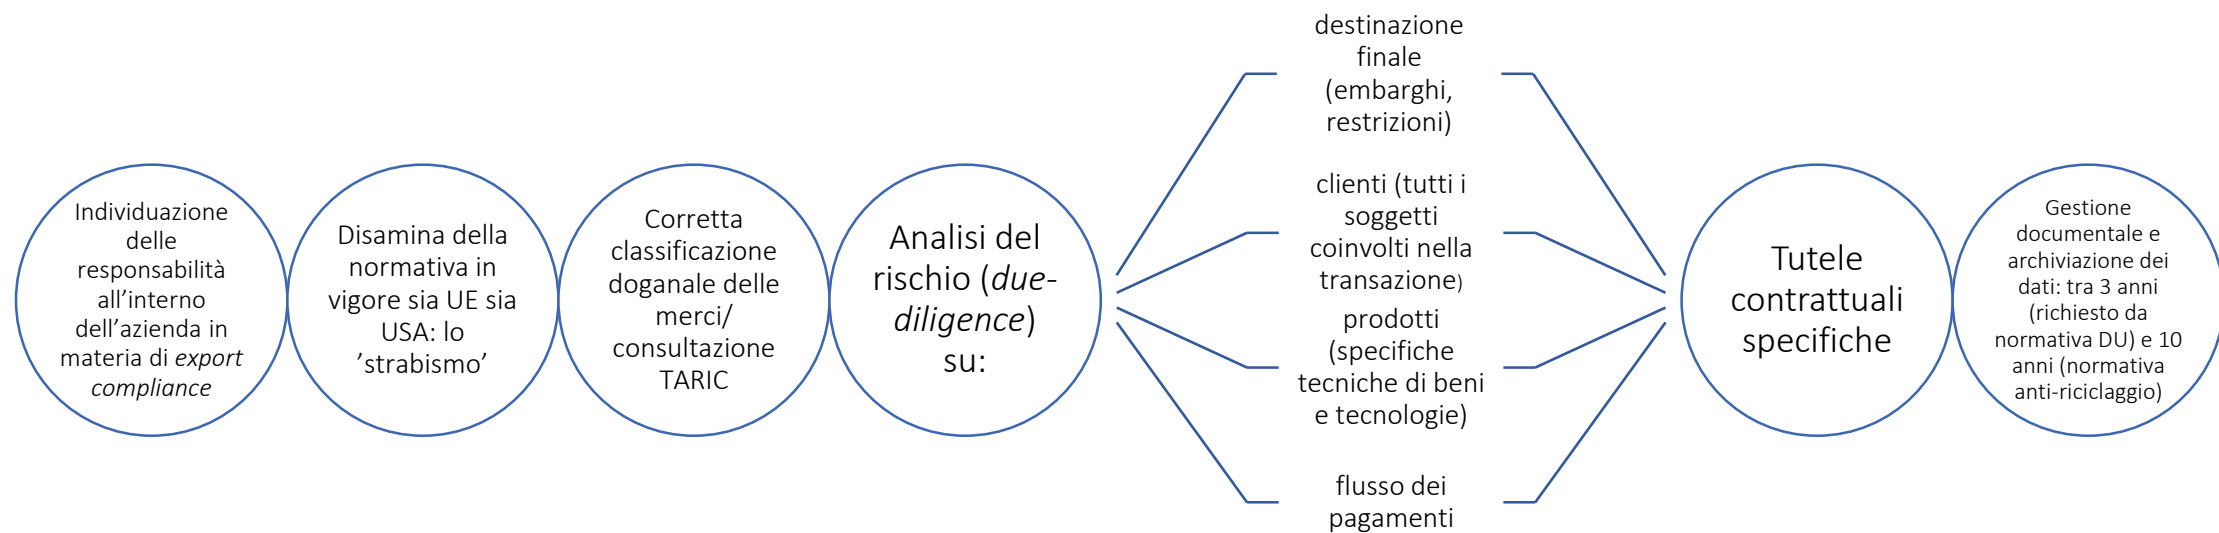 Individuazione
delle
responsabilità
all’interno
dell’azienda in
materia di export
compliance
Disamina della
normativa in
vigore sia UE sia
USA: lo
’strabismo’
Corretta
classificazione
doganale delle
merci/
consultazione
TARIC
Analisi del
rischio (due-
diligence)
su:
destinazione
finale
(embarghi,
restrizioni)
clienti (tutti i
soggetti
coinvolti nella
transazione)
prodotti
(specifiche
tecniche di beni
e tecnologie)
flusso dei
pagamenti
Tutele
contrattuali
specifiche
Gestione
documentale e
archiviazione dei
dati: tra 3 anni
(richiesto da
normativa DU) e 10
anni (normativa
anti-riciclaggio)